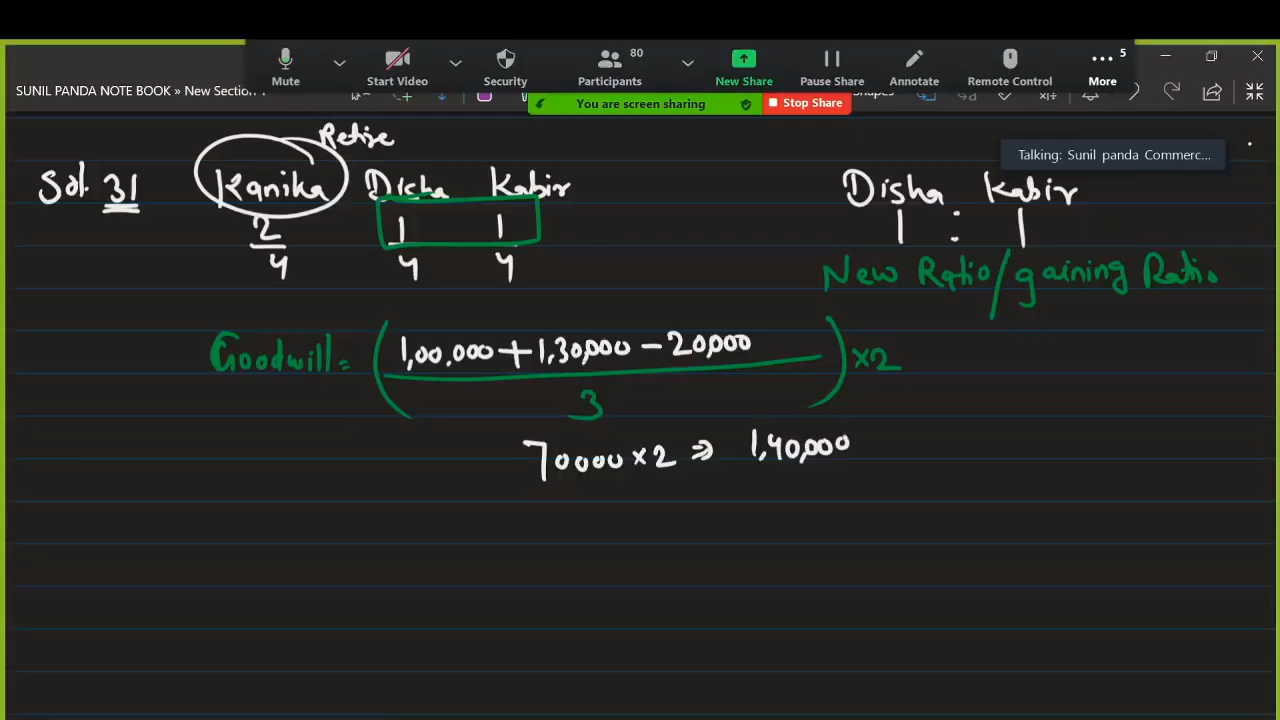 80
5
Mute Start Video Security Participants New Share Pause Share Annotate Remote Control More
SUNIL PANDA NOTE BOOK » New Section
You are screen sharing Stop Share
Talking: Sunil panda Commerc...
Retire
Sol. 31 Kanika Disha Kabir Disha Kabir
2/4 1/4 1/4 1 : 1
New Ratio/gaining Ratio
Goodwill = (1,00,000 + 1,30,000 - 20,000 / 3) ×2
70000 × 2 ⇒ 1,40,000